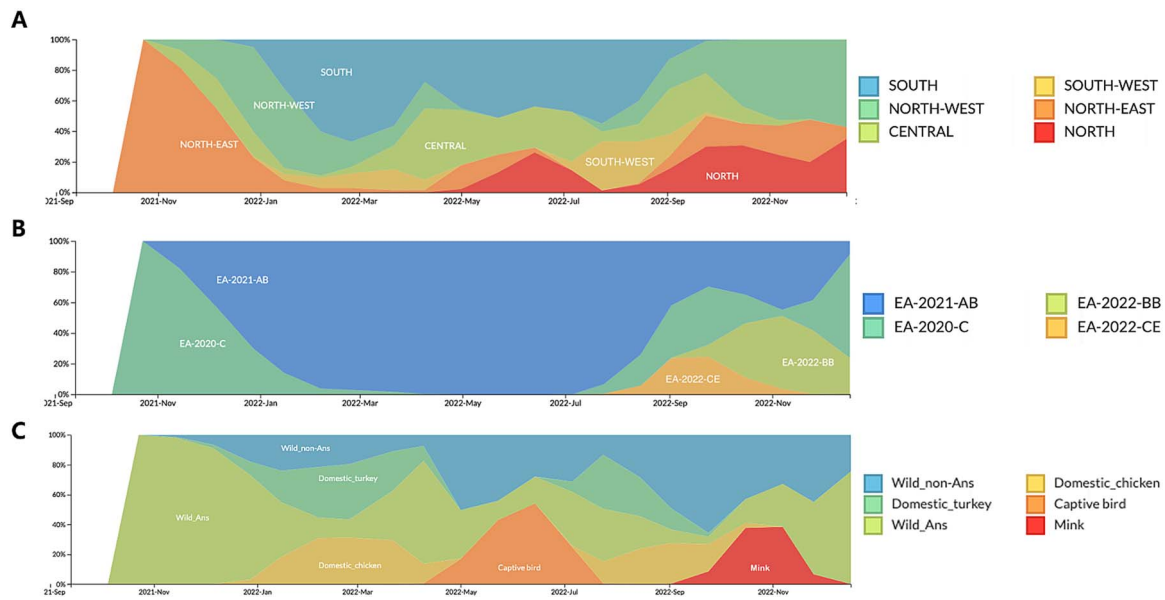 A
100%
80%
60%
40%
20%
0%
SOUTH
NORTH-WEST
NORTH-EAST
CENTRAL
SOUTH-WEST
NORTH
021-Sep 2021-Nov 2022-Jan 2022-Mar 2022-May 2022-Jul 2022-Sep 2022-Nov :
SOUTH SOUTH-WEST
NORTH-WEST NORTH-EAST
CENTRAL NORTH
B
100%
80%
60%
40%
20%
0%
EA-2021-AB
EA-2020-C
EA-2022-CE
EA-2022-BB
021-Sep 2021-Nov 2022-Jan 2022-Mar 2022-May 2022-Jul 2022-Sep 2022-Nov
EA-2021-AB EA-2022-BB
EA-2020-C EA-2022-CE
C
100%
80%
60%
40%
20%
0%
Wild_non-Ans
Domestic_turkey
Wild_Ans
Domestic_chicken
Captive bird
Mink
21-Sep 2021-Nov 2022-Jan 2022-Mar 2022-May 2022-Jul 2022-Sep 2022-Nov
Wild_non-Ans Domestic_chicken
Domestic_turkey Captive bird
Wild_Ans Mink